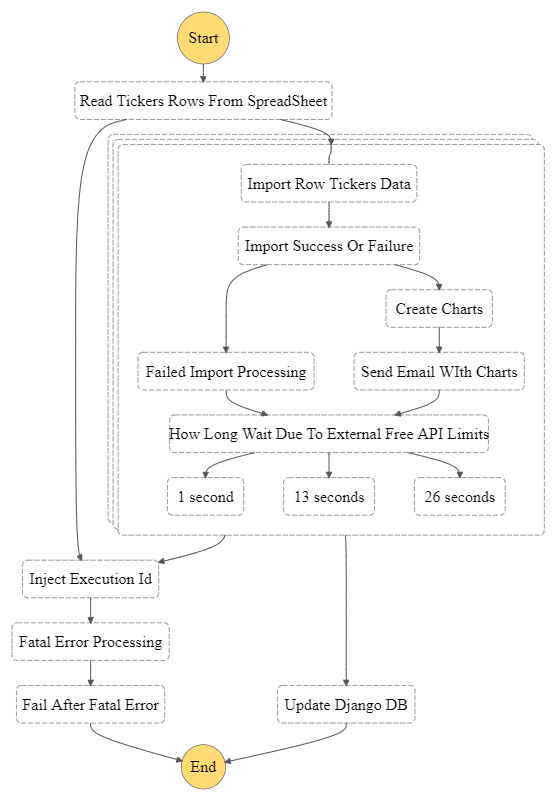 Start
Read Tickers Rows From SpreadSheet
Import Row Tickers Data
Import Success Or Failure
Create Charts
Failed Import Processing
Send Email WIth Charts
How Long Wait Due To External Free API Limits
1 second
13 seconds
26 seconds
Inject Execution Id
Fatal Error Processing
Fail After Fatal Error
Update Django DB
End